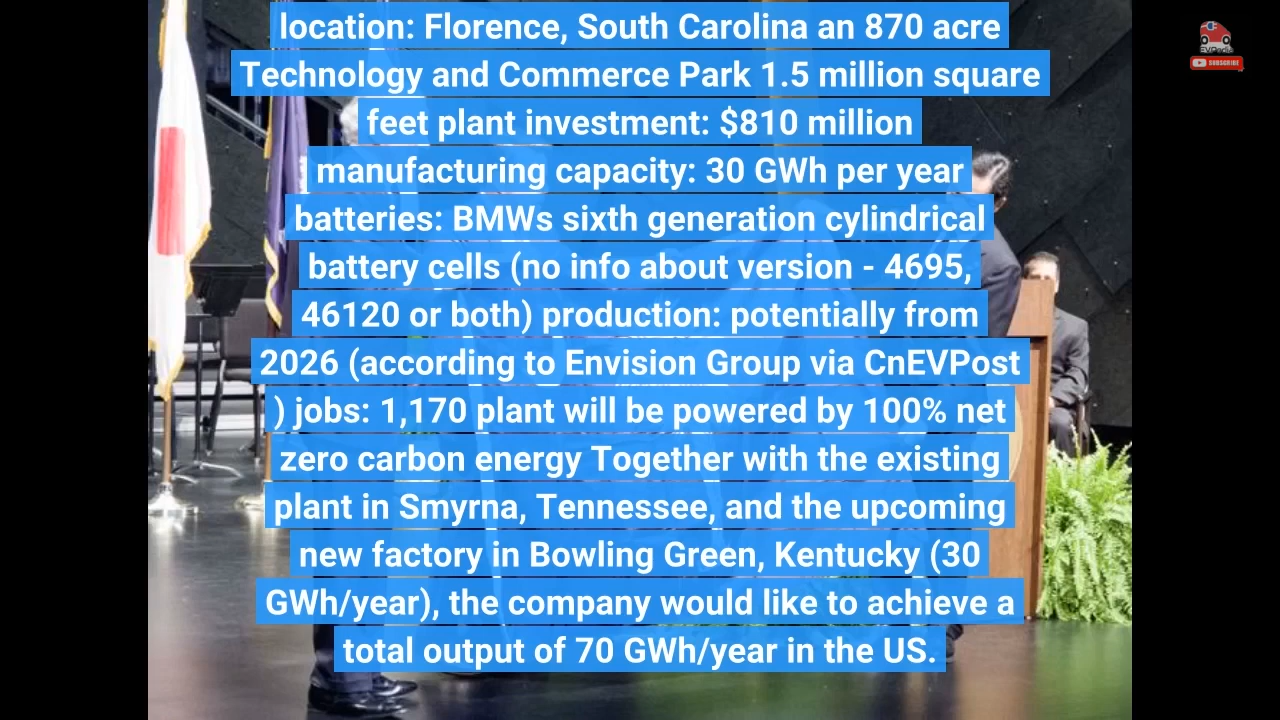 location: Florence, South Carolina an 870 acre
Technology and Commerce Park 1.5 million square
feet plant investment: $810 million
manufacturing capacity: 30 GWh per year
batteries: BMWs sixth generation cylindrical
battery cells (no info about version - 4695,
46120 or both) production: potentially from
2026 (according to Envision Group via CnEVPost
) jobs: 1,170 plant will be powered by 100% net
zero carbon energy Together with the existing
plant in Smyrna, Tennessee, and the upcoming
new factory in Bowling Green, Kentucky (30
GWh/year), the company would like to achieve a
total output of 70 GWh/year in the US.
SUBSCRIBE